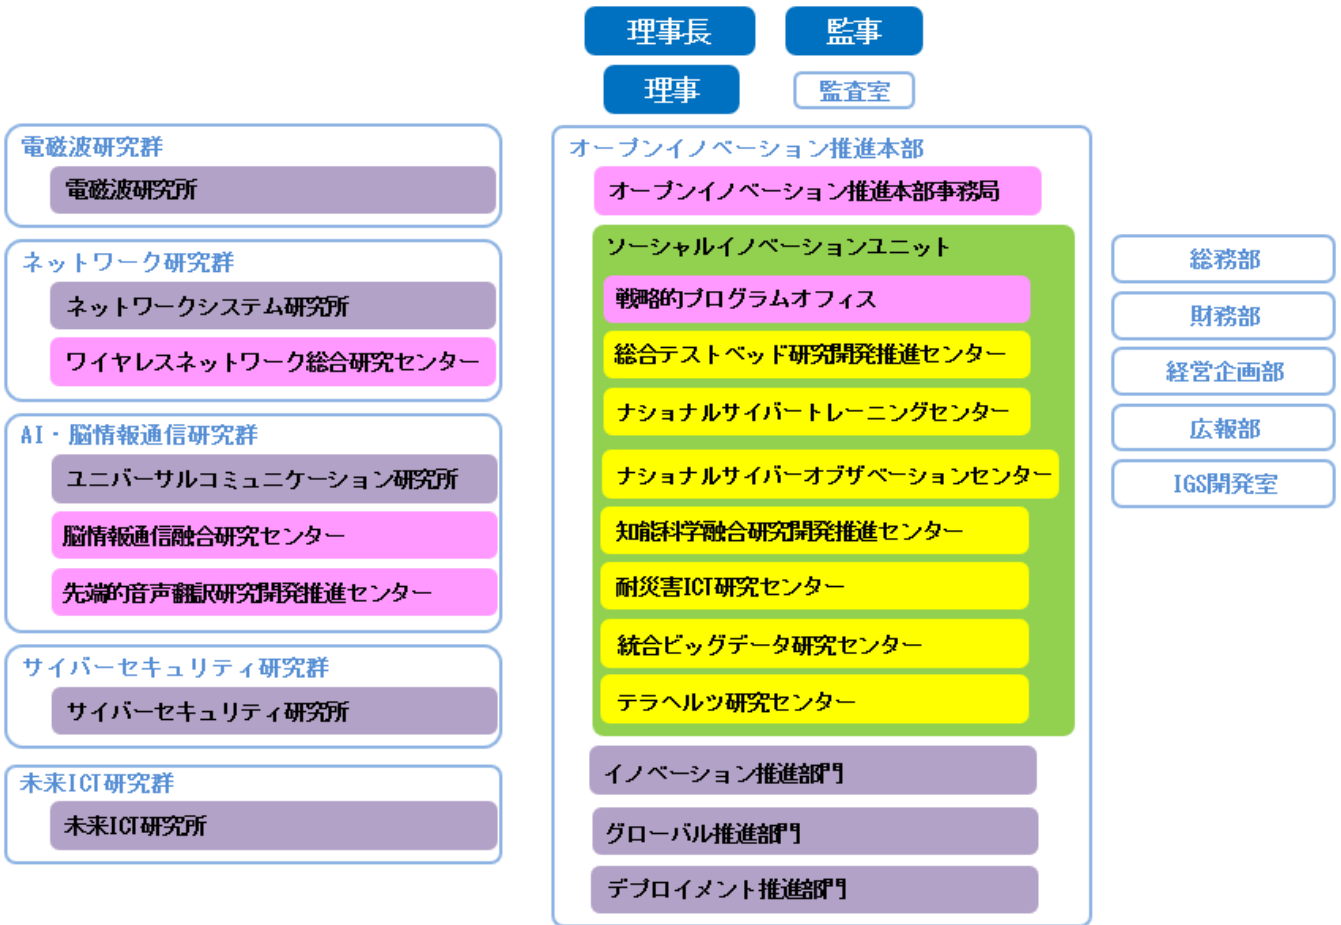 理事長
監事
理事
監査室
電磁波研究群
電磁波研究所
ネットワーク研究群
ネットワークシステム研究所
ワイヤレスネットワーク総合研究センター
AI・脳情報通信研究群
ユニバーサルコミュニケーション研究所
脳情報通信融合研究センター
先端的音声翻訳研究開発推進センター
サイバーセキュリティ研究群
サイバーセキュリティ研究所
未来ICT研究群
未来ICT研究所
オープンイノベーション推進本部
オープンイノベーション推進本部事務局
ソーシャルイノベーションユニット
戦略的プログラムオフィス
総合テストベッド研究開発推進センター
ナショナルサイバートレーニングセンター
ナショナルサイバーオブザベーションセンター
知能科学融合研究開発推進センター
耐災害ICT研究センター
統合ビッグデータ研究センター
テラヘルツ研究センター
イノベーション推進部門
グローバル推進部門
デプロイメント推進部門
総務部
財務部
経営企画部
広報部
IGS開発室